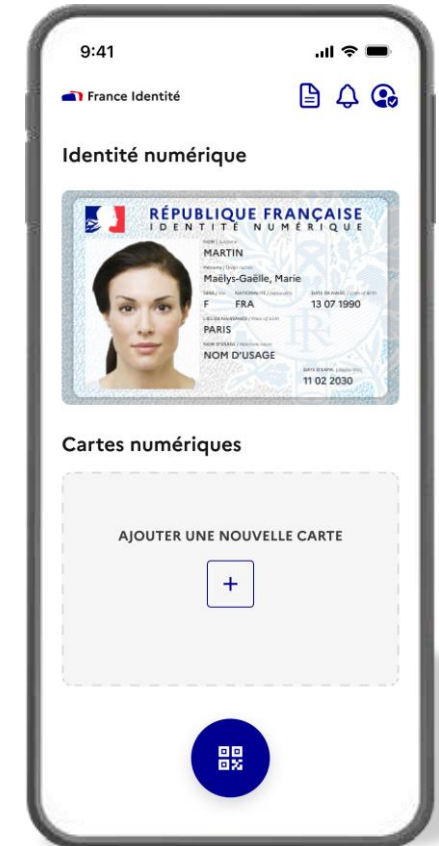 9:41
France Identité
Identité numérique
RÉPUBLIQUE FRANÇAISE
IDENTITÉ NUMÉRIQUE
MARTIN
Maëlys-Gaëlle, Marie
F FRA 13 07 1990
PARIS
NOM D'USAGE
11 02 2030
Cartes numériques
AJOUTER UNE NOUVELLE CARTE
+